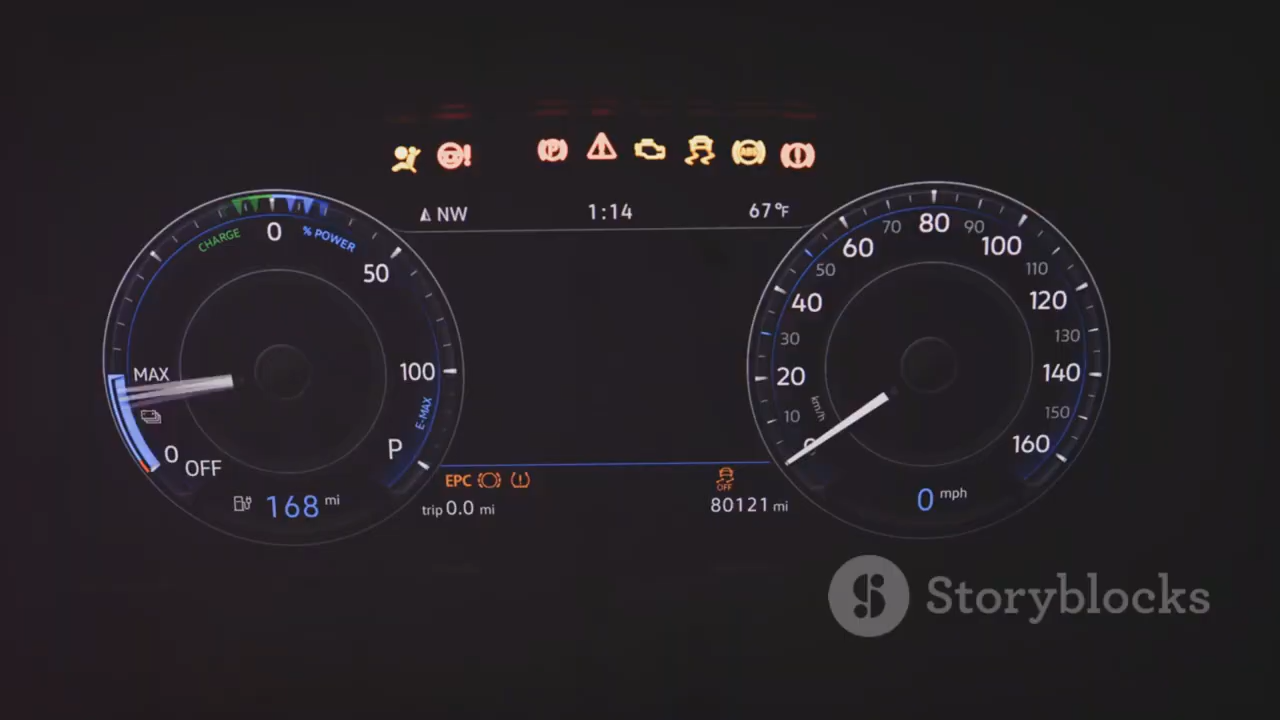 NW 1:14 67°F
CHARGE 0 % POWER
50
100
E-MAX
P
MAX
0
OFF
168 mi
EPC
OFF
trip 0.0 mi
80121 mi
10
20
30
40
50
60
70
80
90
100
110
120
130
140
150
160
km/h
0 mph
P
ABS
Storyblocks